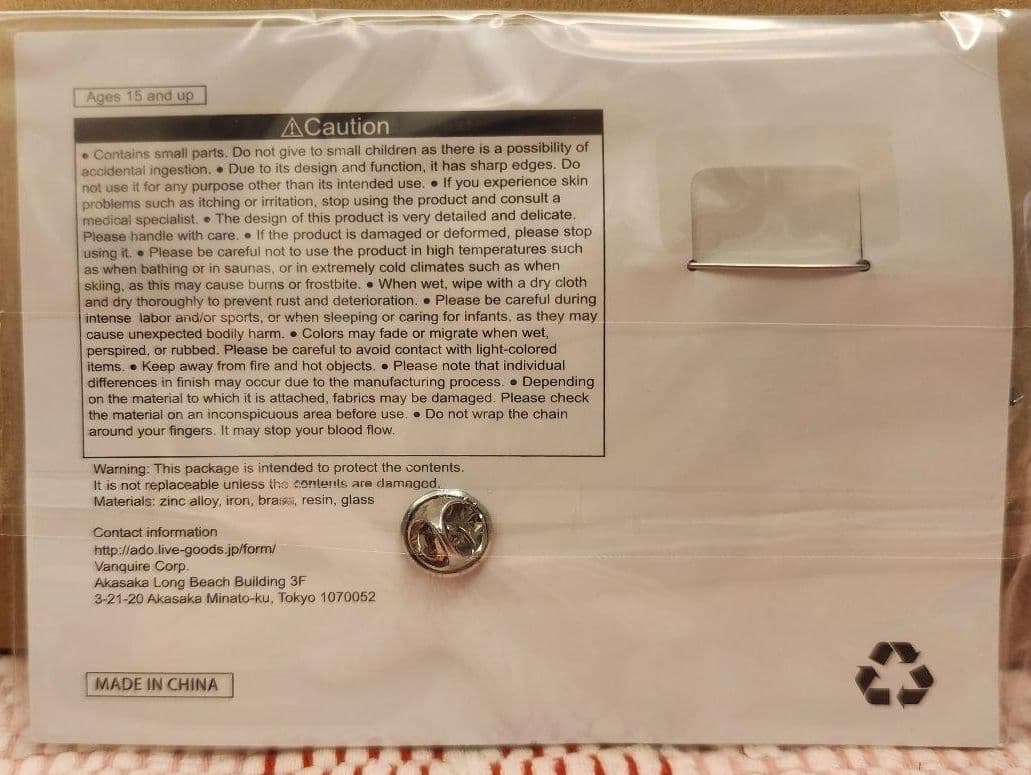 Ages 15 and up
⚠Caution
• Contains small parts. Do not give to small children as there is a possibility of
accidental ingestion. • Due to its design and function, it has sharp edges. Do
not use it for any purpose other than its intended use. • If you experience skin
problems such as itching or irritation, stop using the product and consult a
medical specialist. • The design of this product is very detailed and delicate.
Please handle with care. • If the product is damaged or deformed, please stop
using it. • Please be careful not to use the product in high temperatures such
as when bathing or in saunas, or in extremely cold climates such as when
skiing, as this may cause burns or frostbite. • When wet, wipe with a dry cloth
and dry thoroughly to prevent rust and deterioration. • Please be careful during
intense labor and/or sports, or when sleeping or caring for infants, as they may
cause unexpected bodily harm. • Colors may fade or migrate when wet,
perspired, or rubbed. Please be careful to avoid contact with light-colored
items. • Keep away from fire and hot objects. • Please note that individual
differences in finish may occur due to the manufacturing process. • Depending
on the material to which it is attached, fabrics may be damaged. Please check
the material on an inconspicuous area before use. • Do not wrap the chain
around your fingers. It may stop your blood flow.
Warning: This package is intended to protect the contents.
It is not replaceable unless the contents are damaged.
Materials: zinc alloy, iron, brass, resin, glass
Contact information
http://ado.live-goods.jp/form/
Vanquire Corp.
Akasaka Long Beach Building 3F
3-21-20 Akasaka Minato-ku, Tokyo 1070052
MADE IN CHINA